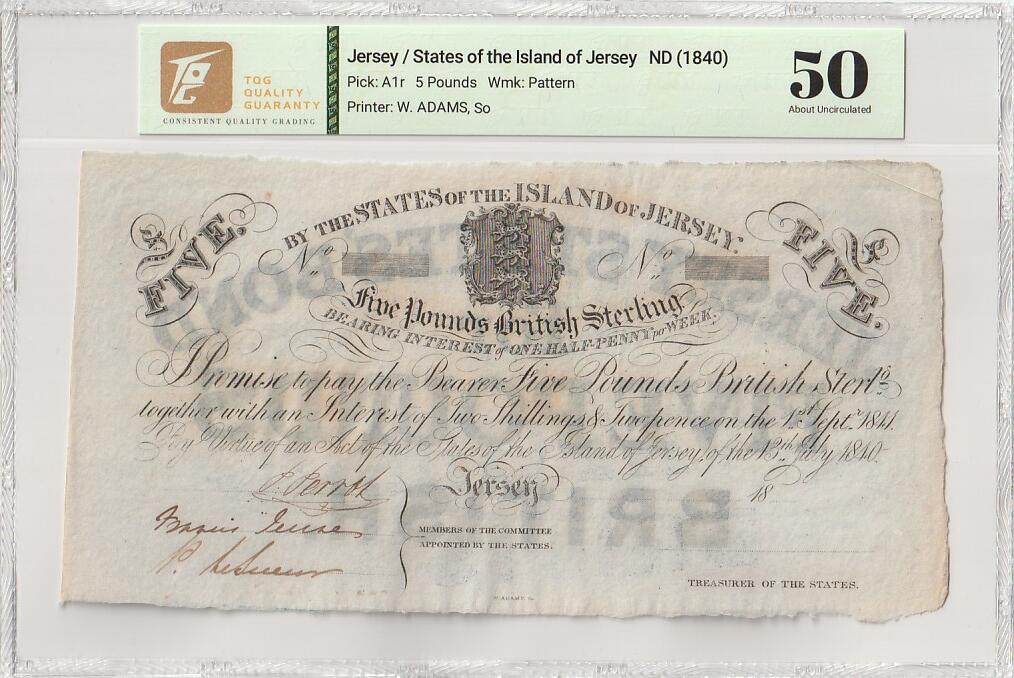 TQG
QUALITY
GUARANTY
CONSISTENT QUALITY GRADING
Jersey / States of the Island of Jersey ND (1840)
Pick: A1r 5 Pounds Wmk: Pattern
Printer: W. ADAMS, So
50
About Uncirculated
BY THE STATES OF THE ISLAND OF JERSEY.
£5
FIVE.
£5
FIVE.
No
No
Five Pounds British Sterling
BEARING INTEREST of ONE HALF-PENNY per WEEK.
I Promise to pay the Bearer Five Pounds British Sterlg
together with an Interest of Two Shillings & Twopence on the 1st Septr 1841.
By Virtue of an Act of the States of the Island of Jersey, of the 13th July 1840.
Jersey 18
MEMBERS OF THE COMMITTEE
APPOINTED BY THE STATES.
TREASURER OF THE STATES.
W. ADAMS. So